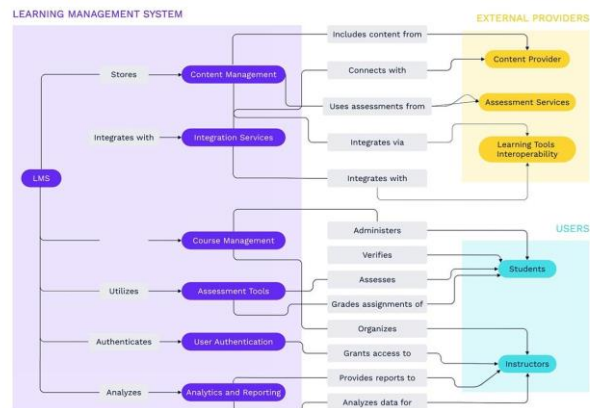 LEARNING MANAGEMENT SYSTEM
EXTERNAL PROVIDERS
Includes content from
Content Provider
Stores
Content Management
Connects with
Uses assessments from
Assessment Services
Integrates with
Integration Services
Integrates via
Learning Tools
Interoperability
LMS
Integrates with
Administers
USERS
Course Management
Verifies
Students
Assesses
Utilizes
Assessment Tools
Grades assignments of
Organizes
Authenticates
User Authentication
Grants access to
Instructors
Provides reports to
Analyzes
Analytics and Reporting
Analyzes data for